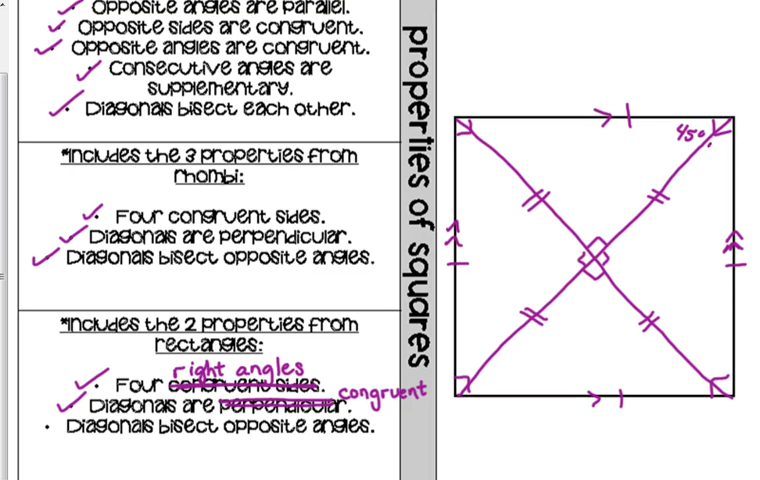 Opposite angles are parallel.
Opposite sides are congruent.
Opposite angles are congruent.
Consecutive angles are
supplementary.
Diagonals bisect each other.
*Includes the 3 properties from
rhombi:
Four congruent sides.
Diagonals are perpendicular.
Diagonals bisect opposite angles.
*Includes the 2 properties from
rectangles:
right angles
Four congruent sides.
congruent
Diagonals are perpendicular.
Diagonals bisect opposite angles.
properties of squares
45°